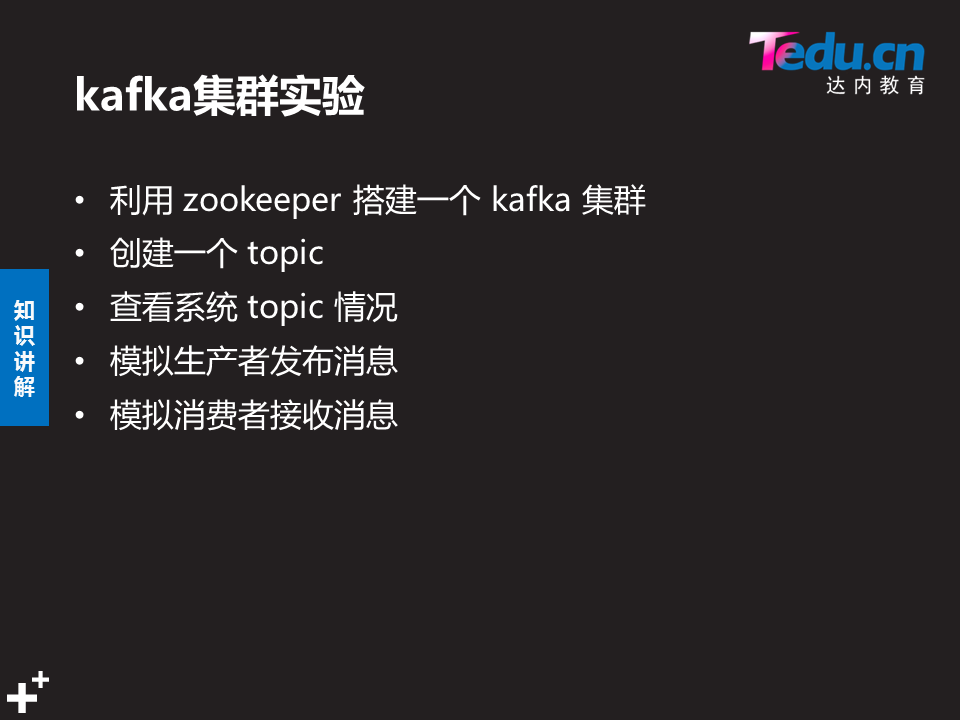 Tedu.cn
达内教育
kafka集群实验
• 利用 zookeeper 搭建一个 kafka 集群
• 创建一个 topic
• 查看系统 topic 情况
• 模拟生产者发布消息
• 模拟消费者接收消息
知
识
讲
解